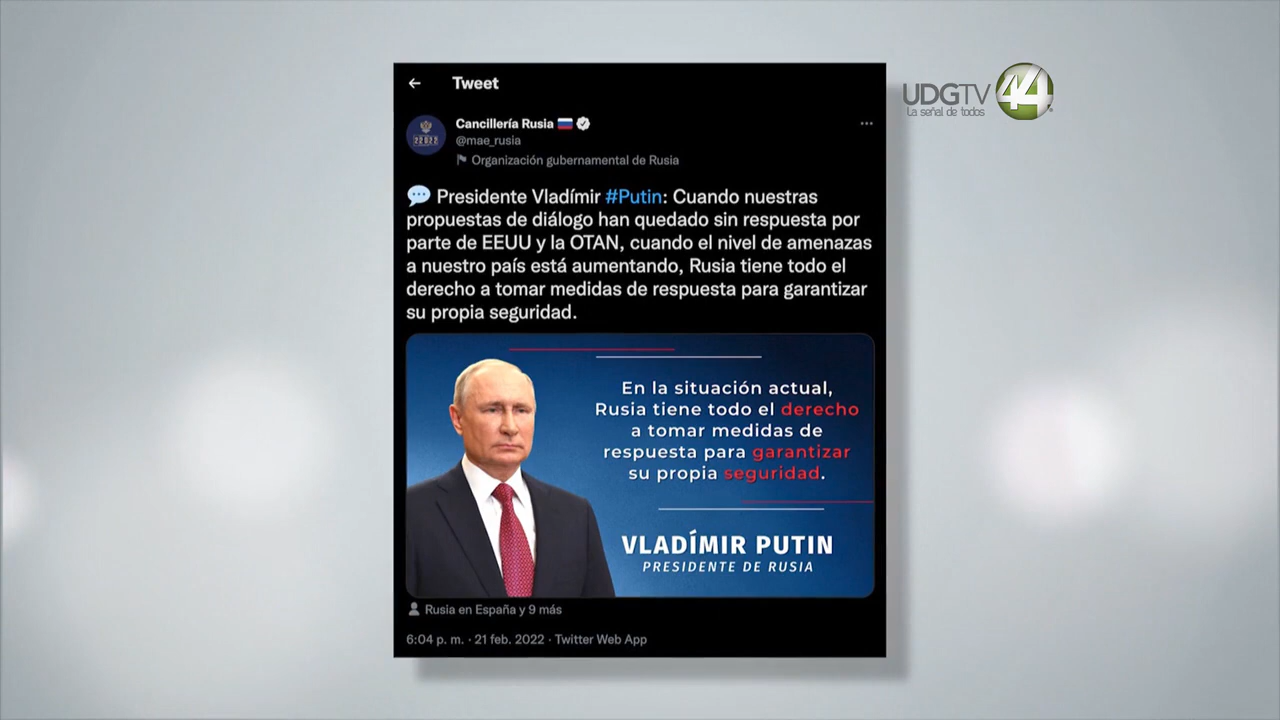 Tweet
UDGTV 44
La señal de todos
Cancillería Rusia
@mae_rusia
Organización gubernamental de Rusia
Presidente Vladímir #Putin: Cuando nuestras
propuestas de diálogo han quedado sin respuesta por
parte de EEUU y la OTAN, cuando el nivel de amenazas
a nuestro país está aumentando, Rusia tiene todo el
derecho a tomar medidas de respuesta para garantizar
su propia seguridad.
En la situación actual,
Rusia tiene todo el derecho
a tomar medidas de
respuesta para garantizar
su propia seguridad.
VLADÍMIR PUTIN
PRESIDENTE DE RUSIA
Rusia en España y 9 más
6:04 p. m. · 21 feb. 2022 · Twitter Web App